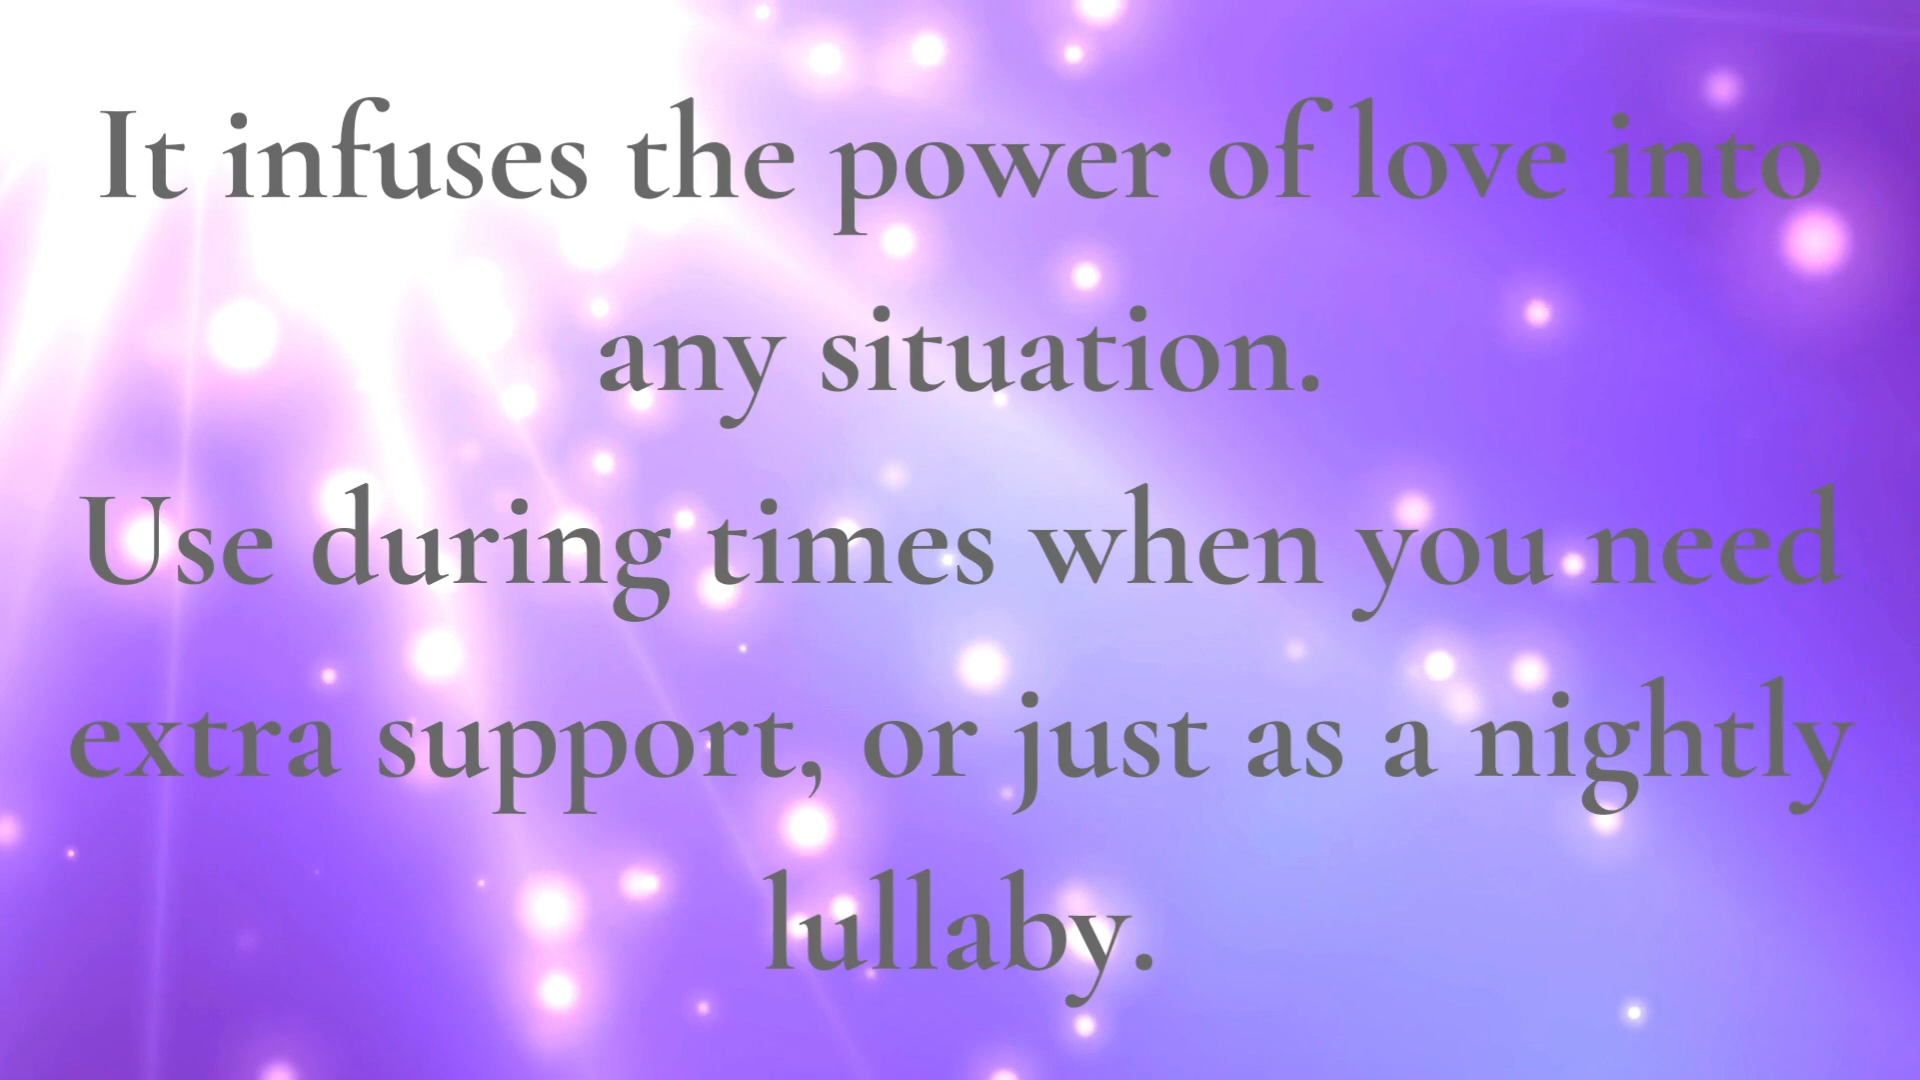 It infuses the power of love into
any situation.
Use during times when you need
extra support, or just as a nightly
lullaby.